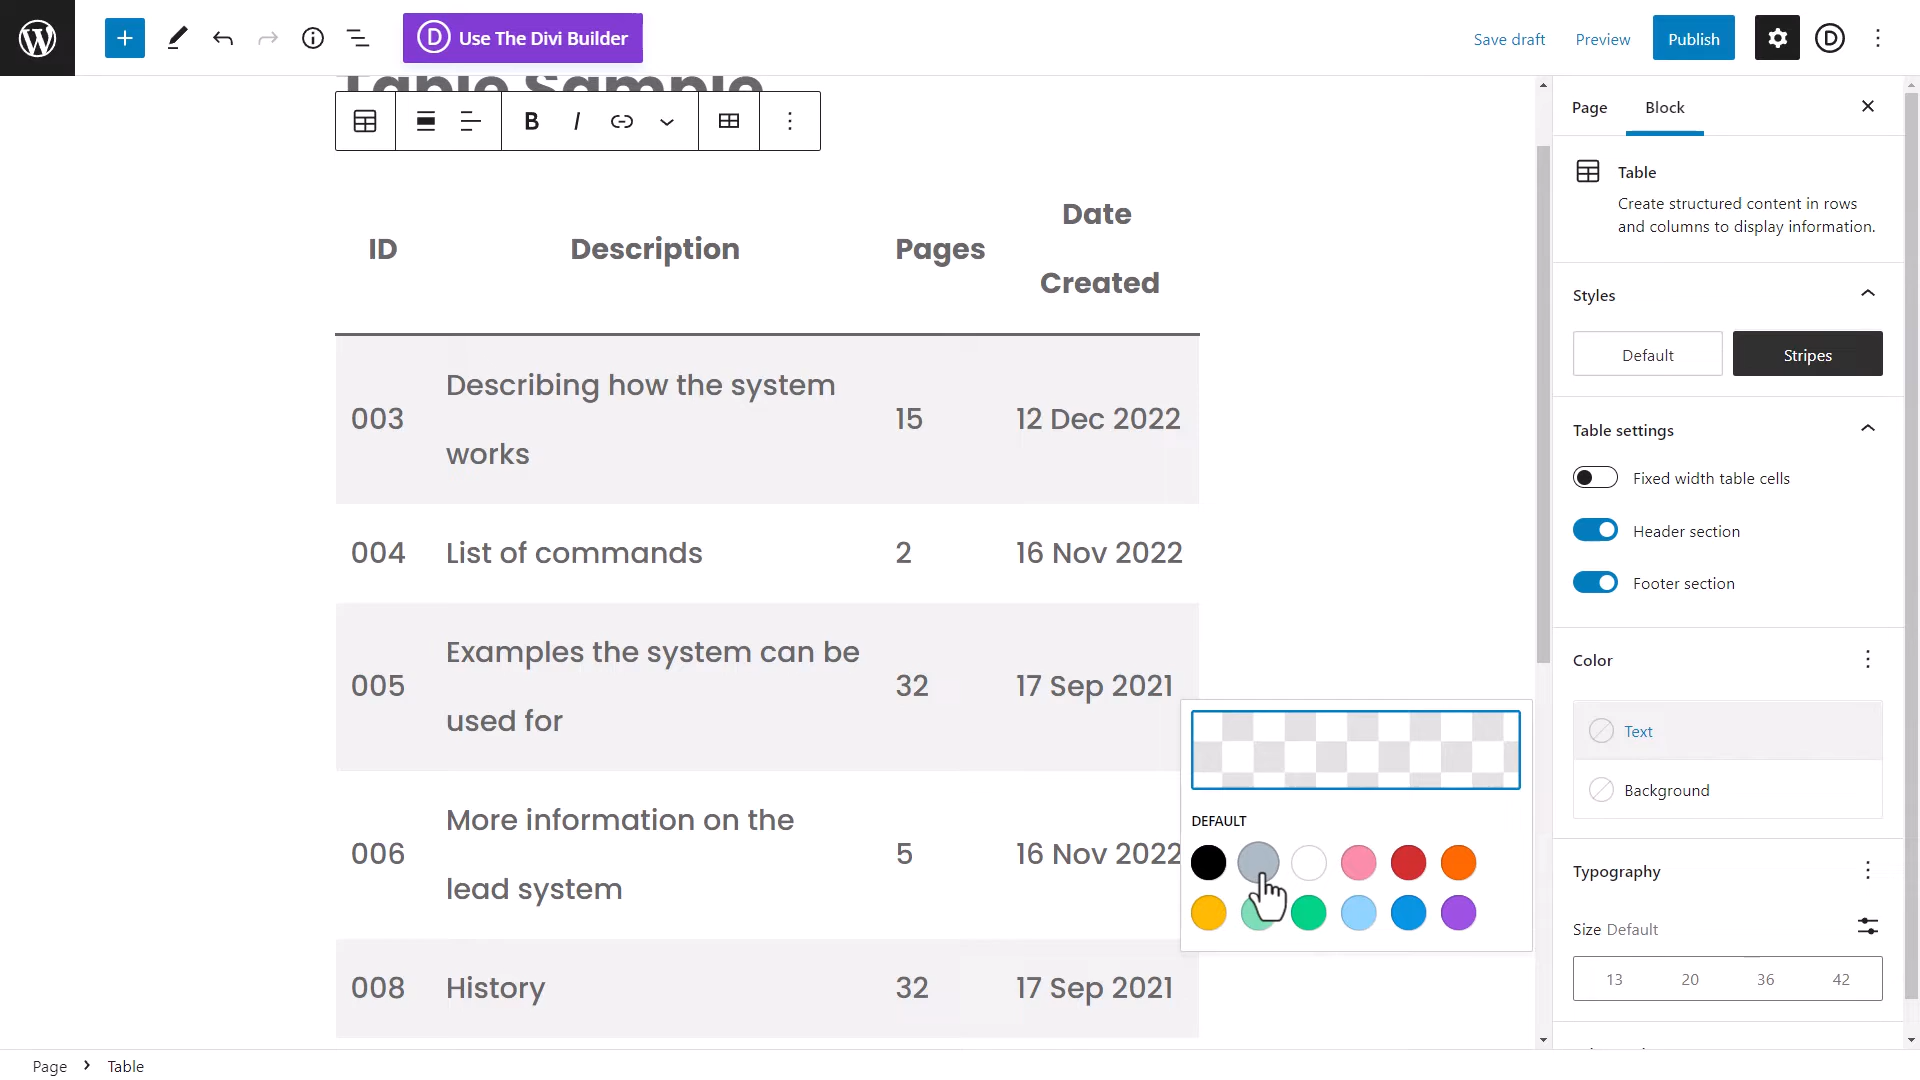 Use The Divi Builder
Save draft
Preview
Publish
Table Sample
Page
Block
Table
Create structured content in rows
and columns to display information.
Styles
Default
Stripes
Table settings
Fixed width table cells
Header section
Footer section
Color
Text
Background
Typography
Size Default
13 20 36 42
ID
Description
Pages
Date
Created
003
Describing how the system
works
15
12 Dec 2022
004
List of commands
2
16 Nov 2022
005
Examples the system can be
used for
32
17 Sep 2021
006
More information on the
lead system
5
16 Nov 2022
008
History
32
17 Sep 2021
DEFAULT
Page
Table